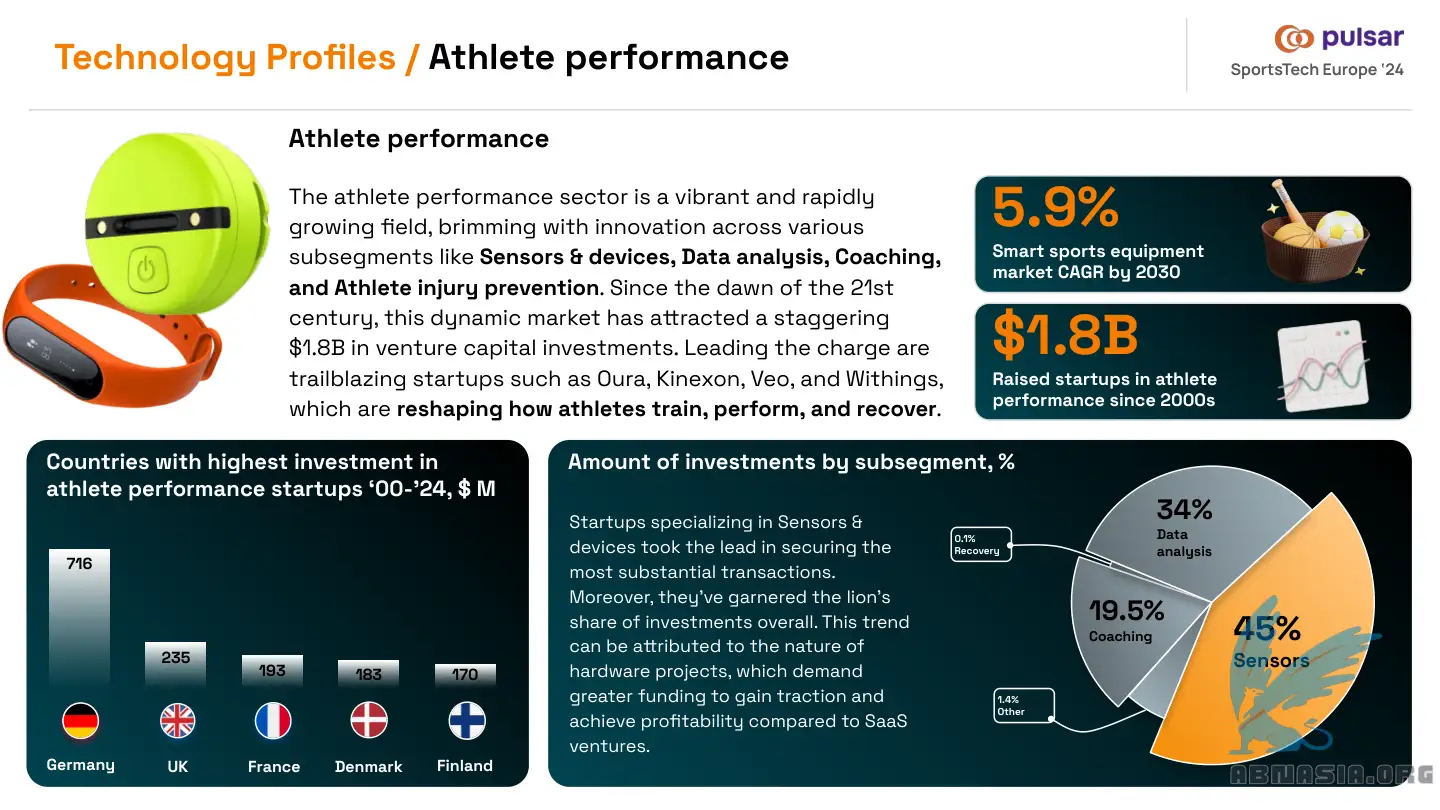 Technology Profiles / Athlete performance
pulsar
SportsTech Europe ‘24
Athlete performance
The athlete performance sector is a vibrant and rapidly
growing field, brimming with innovation across various
subsegments like Sensors & devices, Data analysis, Coaching,
and Athlete injury prevention. Since the dawn of the 21st
century, this dynamic market has attracted a staggering
$1.8B in venture capital investments. Leading the charge are
trailblazing startups such as Oura, Kinexon, Veo, and Withings,
which are reshaping how athletes train, perform, and recover.
5.9%
Smart sports equipment
market CAGR by 2030
$1.8B
Raised startups in athlete
performance since 2000s
Countries with highest investment in
athlete performance startups ‘00-’24, $ M
716
235
193
183
170
Germany
UK
France
Denmark
Finland
Amount of investments by subsegment, %
Startups specializing in Sensors &
devices took the lead in securing the
most substantial transactions.
Moreover, they’ve garnered the lion’s
share of investments overall. This trend
can be attributed to the nature of
hardware projects, which demand
greater funding to gain traction and
achieve profitability compared to SaaS
ventures.
0.1%
Recovery
34%
Data
analysis
19.5%
Coaching
45%
Sensors
1.4%
Other
ABNASIA.ORG